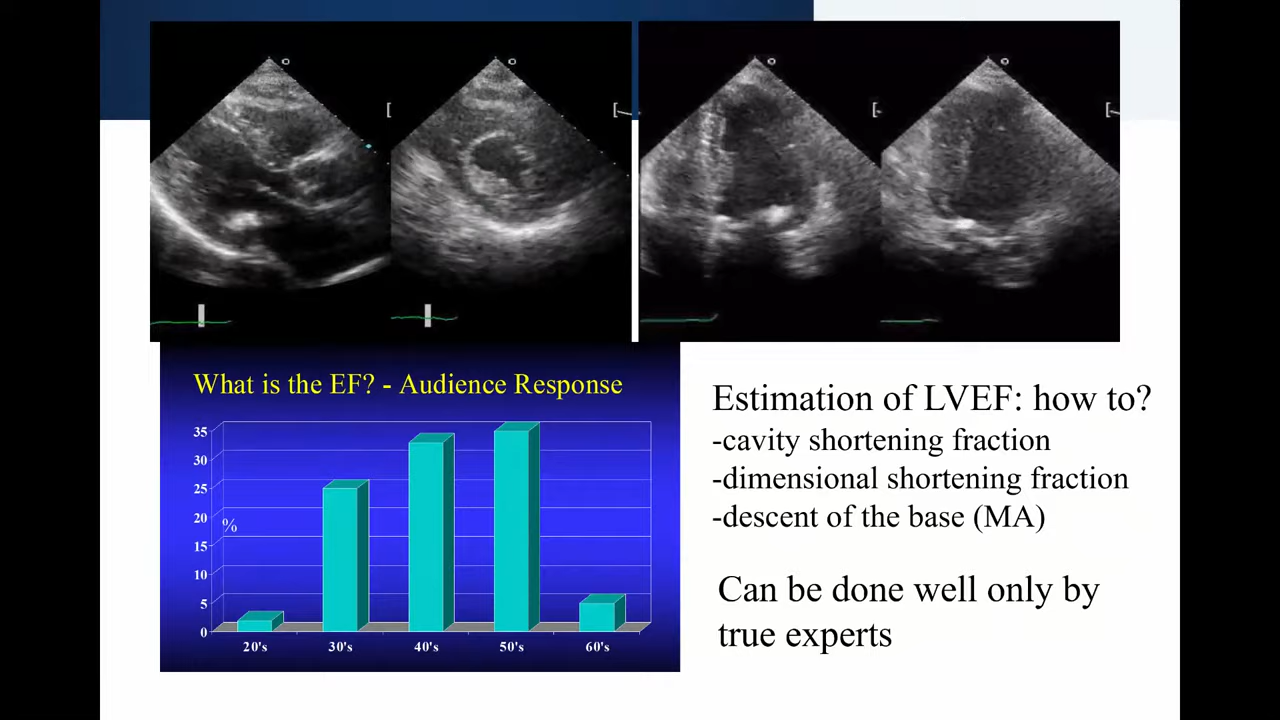 What is the EF? - Audience Response
35
30
25
20
15
10
5
0
%
20's 30's 40's 50's 60's
Estimation of LVEF: how to?
-cavity shortening fraction
-dimensional shortening fraction
-descent of the base (MA)
Can be done well only by
true experts